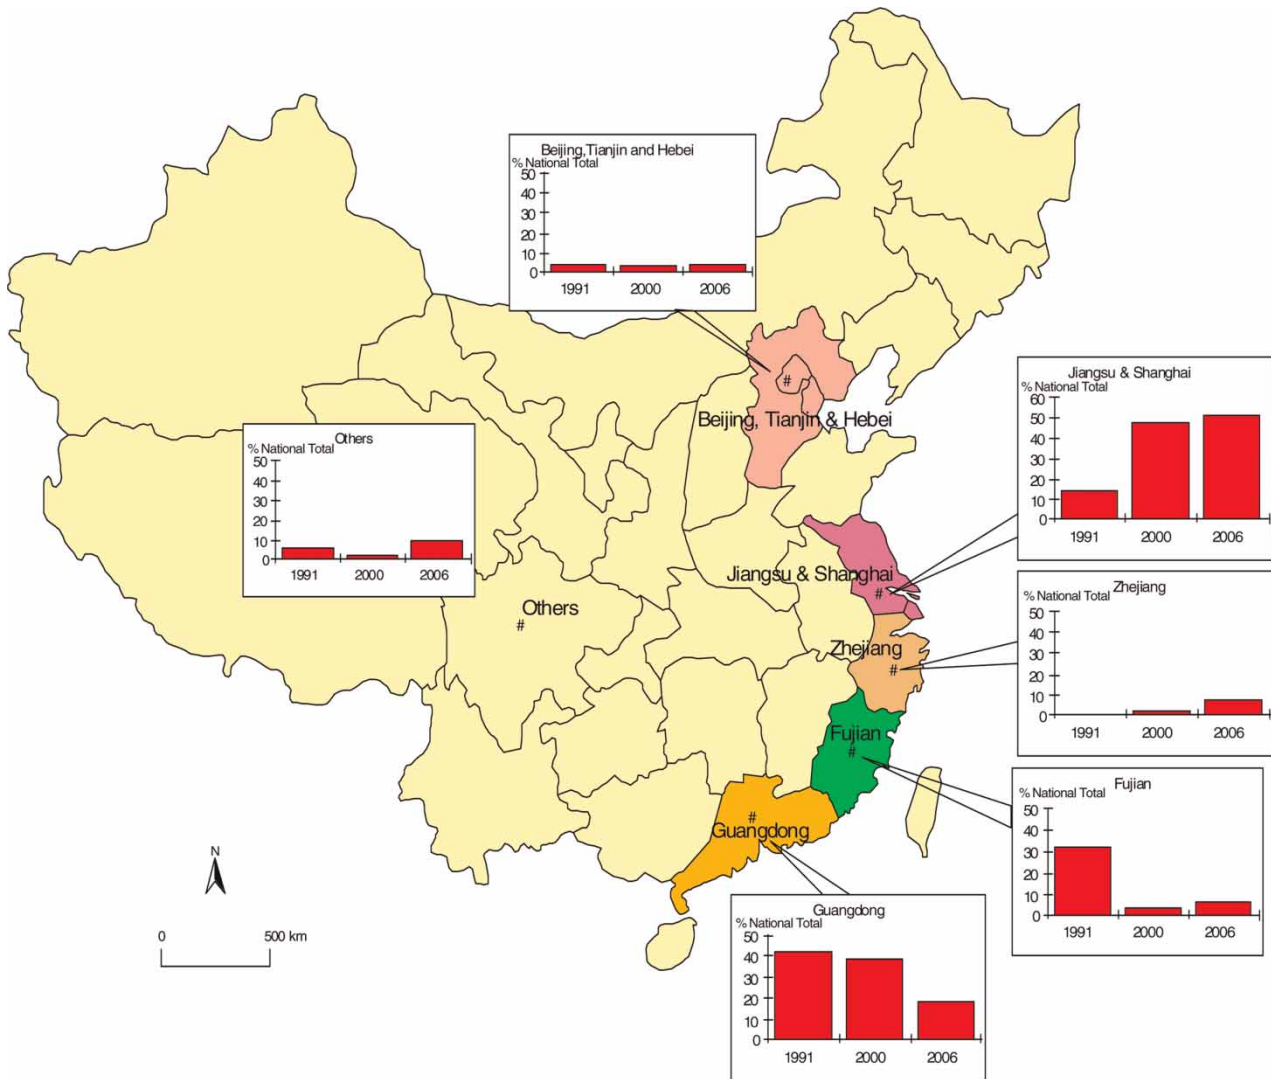 Beijing,Tianjin and Hebei
% National Total
50
40
30
20
10
0
1991 2000 2006
Jiangsu & Shanghai
% National Total
60
50
40
30
20
10
0
1991 2000 2006
Beijing, Tianjin & Hebei
Others
% National Total
50
40
30
20
10
0
1991 2000 2006
Jiangsu & Shanghai
#
#
Others
#
Zhejiang
% National Total
50
40
30
20
10
0
1991 2000 2006
Zhejiang
#
Fujian
#
Fujian
% National Total
50
40
30
20
10
0
1991 2000 2006
#
Guangdong
N
0 500 km
Guangdong
% National Total
50
40
30
20
10
0
1991 2000 2006